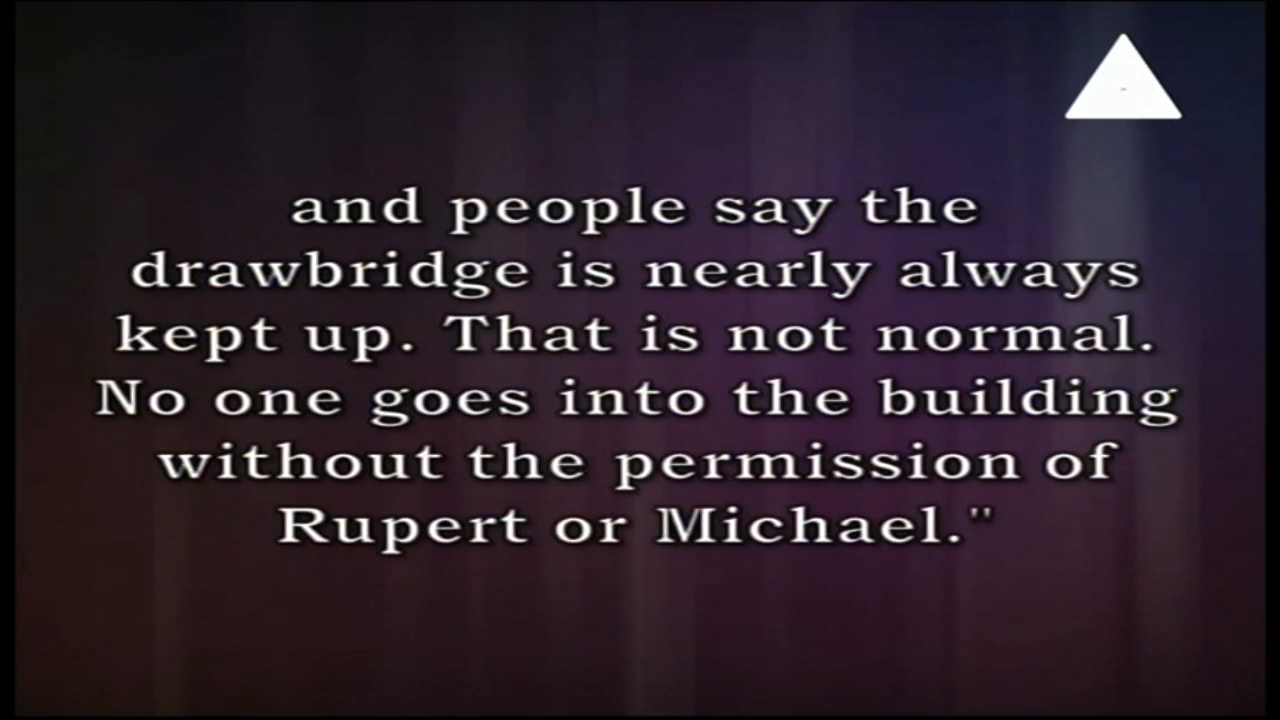 and people say the
drawbridge is nearly always
kept up. That is not normal.
No one goes into the building
without the permission of
Rupert or Michael."